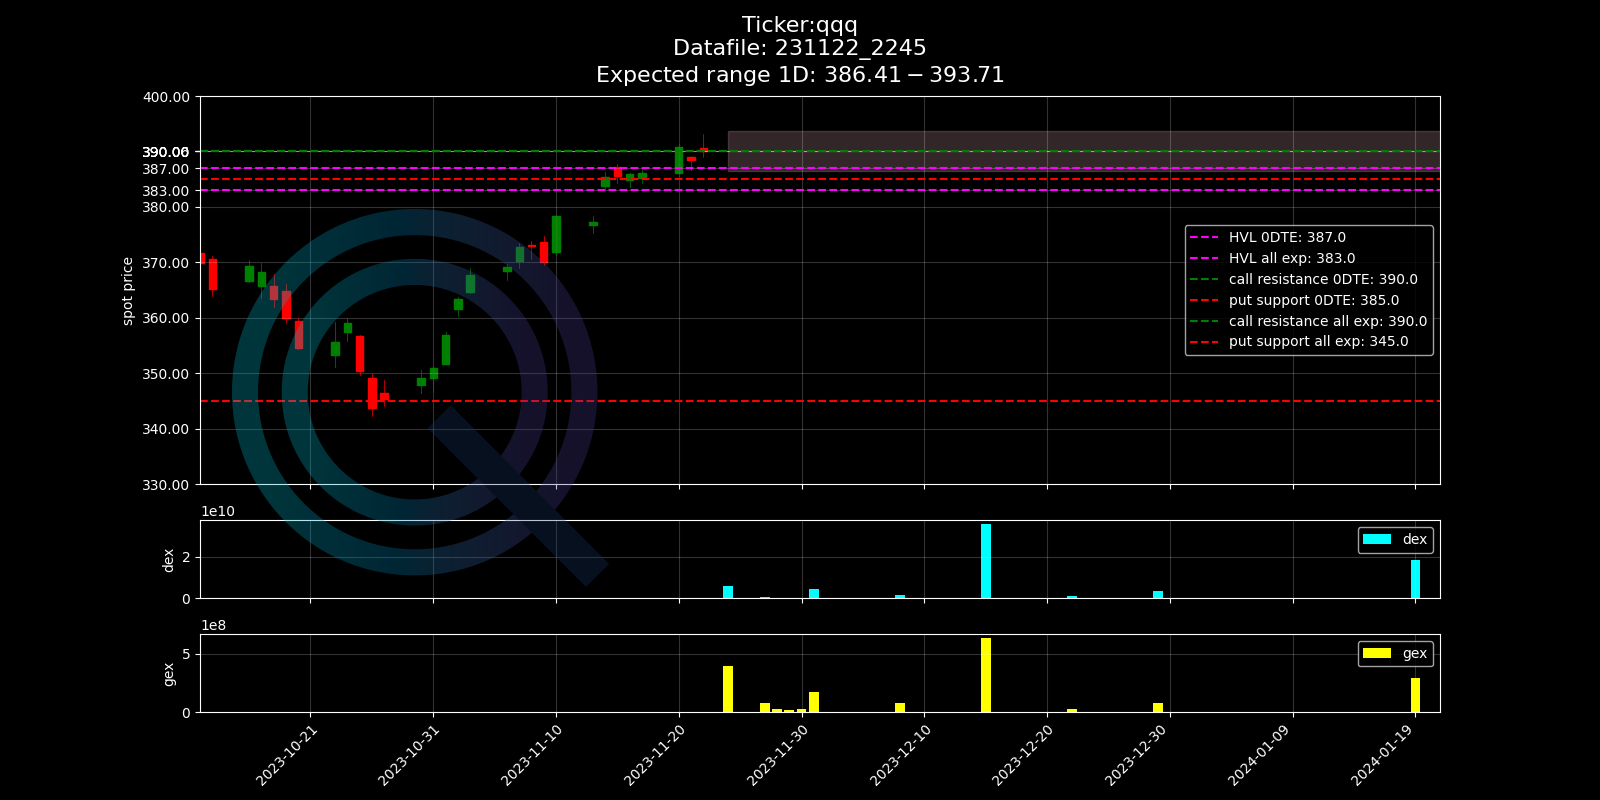 Ticker:qqq
Datafile: 231122_2245
Expected range 1D: 386.41 − 393.71
400.00
387.00
383.00
380.00
370.00
360.00
350.00
340.00
330.00
spot price
HVL 0DTE: 387.0
HVL all exp: 383.0
call resistance 0DTE: 390.0
put support 0DTE: 385.0
call resistance all exp: 390.0
put support all exp: 345.0
1e10
2
0
dex
dex
1e8
5
0
gex
gex
2023-10-21
2023-10-31
2023-11-10
2023-11-20
2023-11-30
2023-12-10
2023-12-20
2023-12-30
2024-01-09
2024-01-19